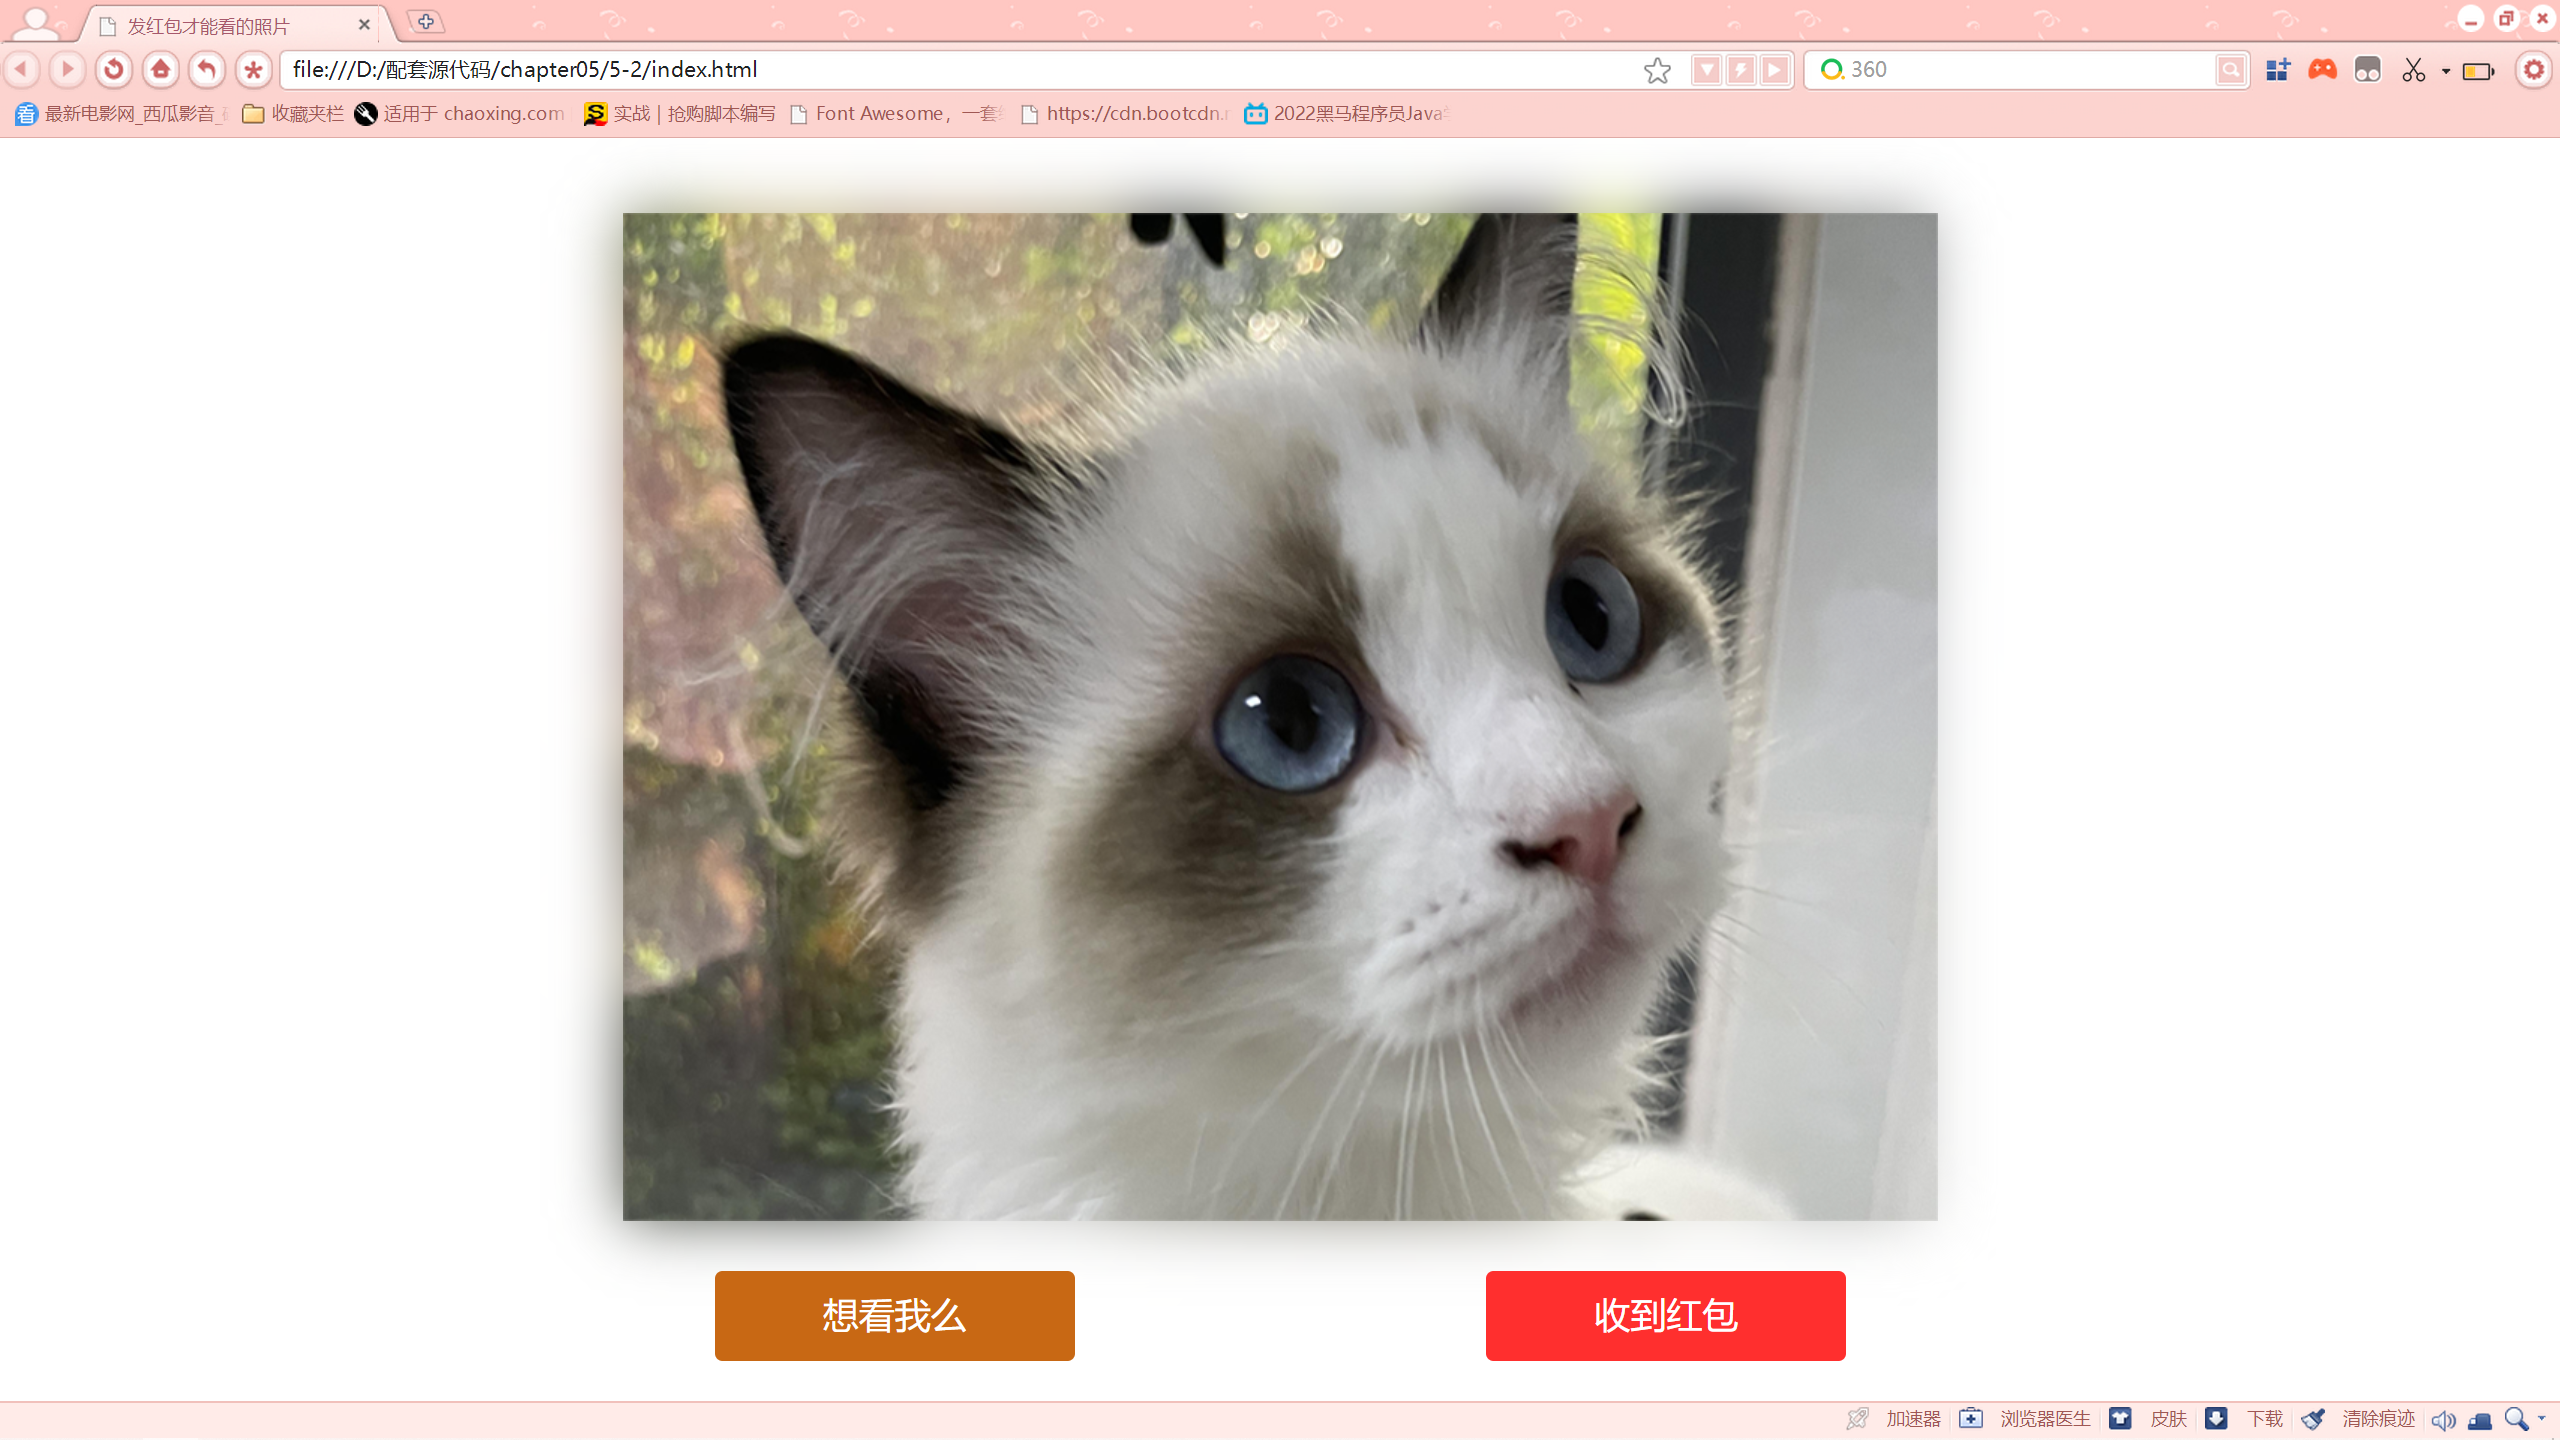 发红包才能看的照片
file:///D:/配套源代码/chapter05/5-2/index.html
360
最新电影网_西瓜影音_
收藏夹栏
适用于 chaoxing.com
实战 | 抢购脚本编写
Font Awesome，一套
https://cdn.bootcdn.
2022黑马程序员Java
想看我么
收到红包
加速器
浏览器医生
皮肤
下载
清除痕迹